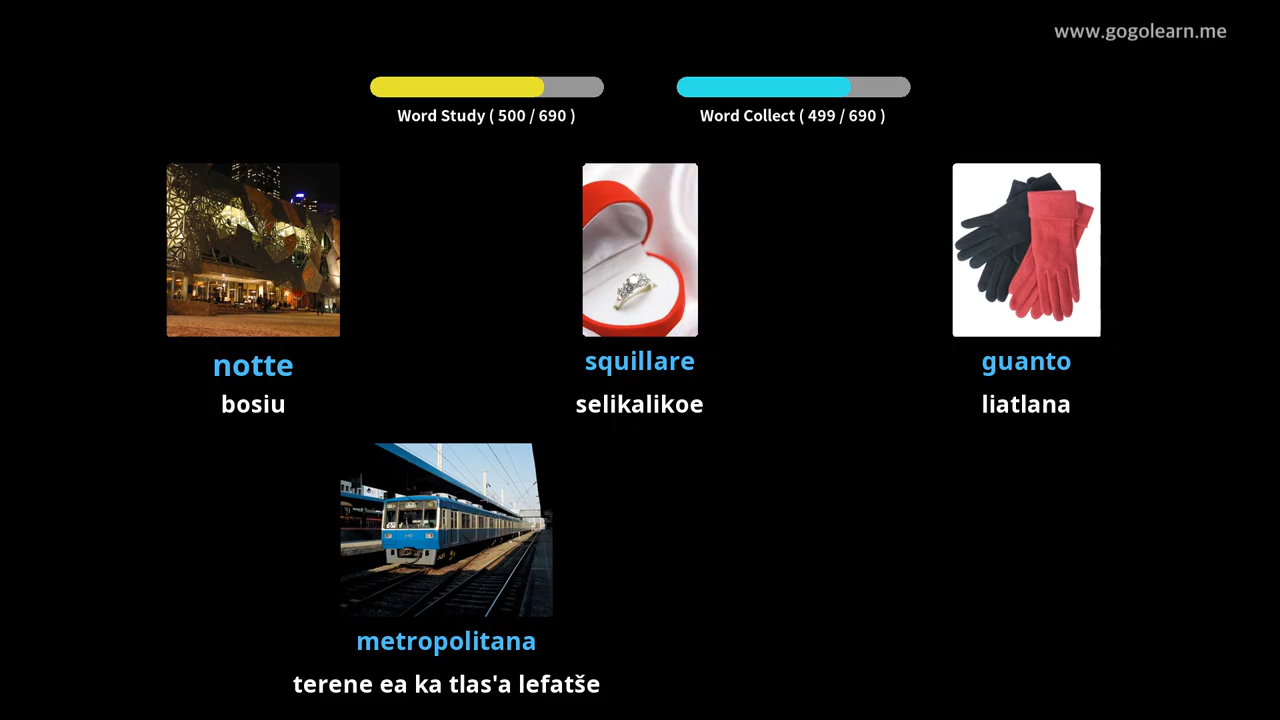 www.gogolearn.me
Word Study ( 500 / 690 )
Word Collect ( 499 / 690 )
notte
bosiu
squillare
selikalikoe
guanto
liatlana
metropolitana
terene ea ka tlas'a lefatše